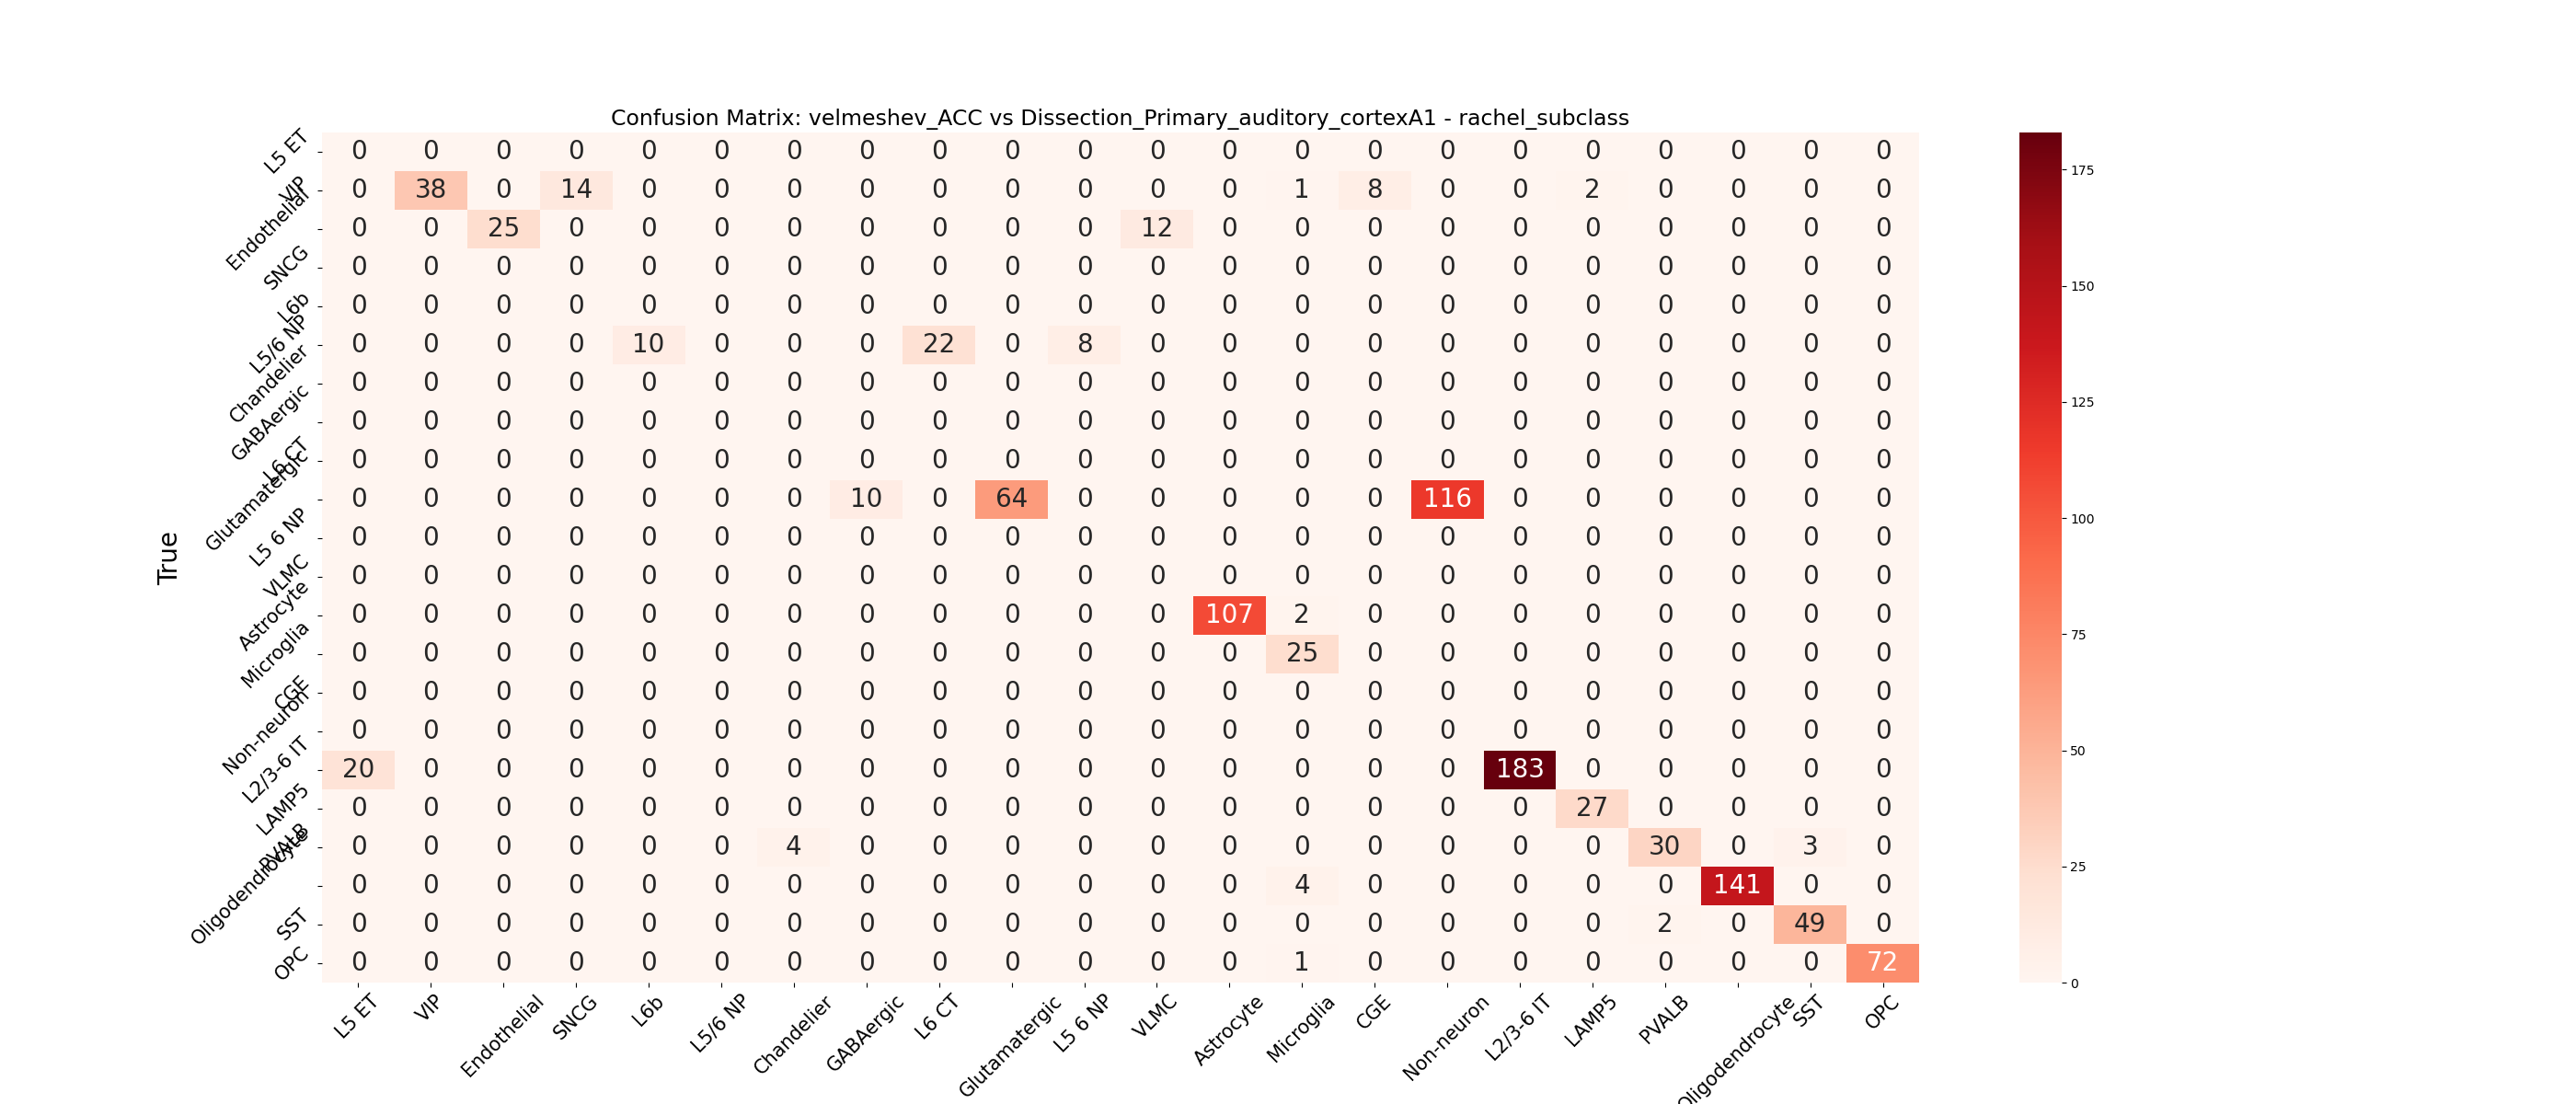 Confusion Matrix: velmeshev_ACC vs Dissection_Primary_auditory_cortexA1 - rachel_subclass
True
L5 ET 0 0 0 0 0 0 0 0 0 0 0 0 0 0 0 0 0 0 0 0 0 0
VIP 0 38 0 14 0 0 0 0 0 0 0 0 0 1 8 0 0 2 0 0 0 0
Endothelial 0 0 25 0 0 0 0 0 0 0 0 12 0 0 0 0 0 0 0 0 0 0
SNCG 0 0 0 0 0 0 0 0 0 0 0 0 0 0 0 0 0 0 0 0 0 0
L6b 0 0 0 0 0 0 0 0 0 0 0 0 0 0 0 0 0 0 0 0 0 0
L5/6 NP 0 0 0 0 10 0 0 0 22 0 8 0 0 0 0 0 0 0 0 0 0 0
Chandelier 0 0 0 0 0 0 0 0 0 0 0 0 0 0 0 0 0 0 0 0 0 0
GABAergic 0 0 0 0 0 0 0 0 0 0 0 0 0 0 0 0 0 0 0 0 0 0
L6 CT 0 0 0 0 0 0 0 0 0 0 0 0 0 0 0 0 0 0 0 0 0 0
Glutamatergic 0 0 0 0 0 0 0 10 0 64 0 0 0 0 0 116 0 0 0 0 0 0
L5 6 NP 0 0 0 0 0 0 0 0 0 0 0 0 0 0 0 0 0 0 0 0 0 0
VLMC 0 0 0 0 0 0 0 0 0 0 0 0 0 0 0 0 0 0 0 0 0 0
Astrocyte 0 0 0 0 0 0 0 0 0 0 0 0 107 2 0 0 0 0 0 0 0 0
Microglia 0 0 0 0 0 0 0 0 0 0 0 0 0 25 0 0 0 0 0 0 0 0
CGE 0 0 0 0 0 0 0 0 0 0 0 0 0 0 0 0 0 0 0 0 0 0
Non-neuron 0 0 0 0 0 0 0 0 0 0 0 0 0 0 0 0 0 0 0 0 0 0
L2/3-6 IT 20 0 0 0 0 0 0 0 0 0 0 0 0 0 0 0 183 0 0 0 0 0
LAMP5 0 0 0 0 0 0 0 0 0 0 0 0 0 0 0 0 0 27 0 0 0 0
PVALB 0 0 0 0 0 0 4 0 0 0 0 0 0 0 0 0 0 0 30 0 3 0
Oligodendrocyte 0 0 0 0 0 0 0 0 0 0 0 0 0 4 0 0 0 0 0 141 0 0
SST 0 0 0 0 0 0 0 0 0 0 0 0 0 0 0 0 0 0 2 0 49 0
OPC 0 0 0 0 0 0 0 0 0 0 0 0 0 1 0 0 0 0 0 0 0 72
L5 ET VIP Endothelial SNCG L6b L5/6 NP Chandelier GABAergic L6 CT Glutamatergic L5 6 NP VLMC Astrocyte Microglia CGE Non-neuron L2/3-6 IT LAMP5 PVALB Oligodendrocyte SST OPC
175
150
125
100
75
50
25
0